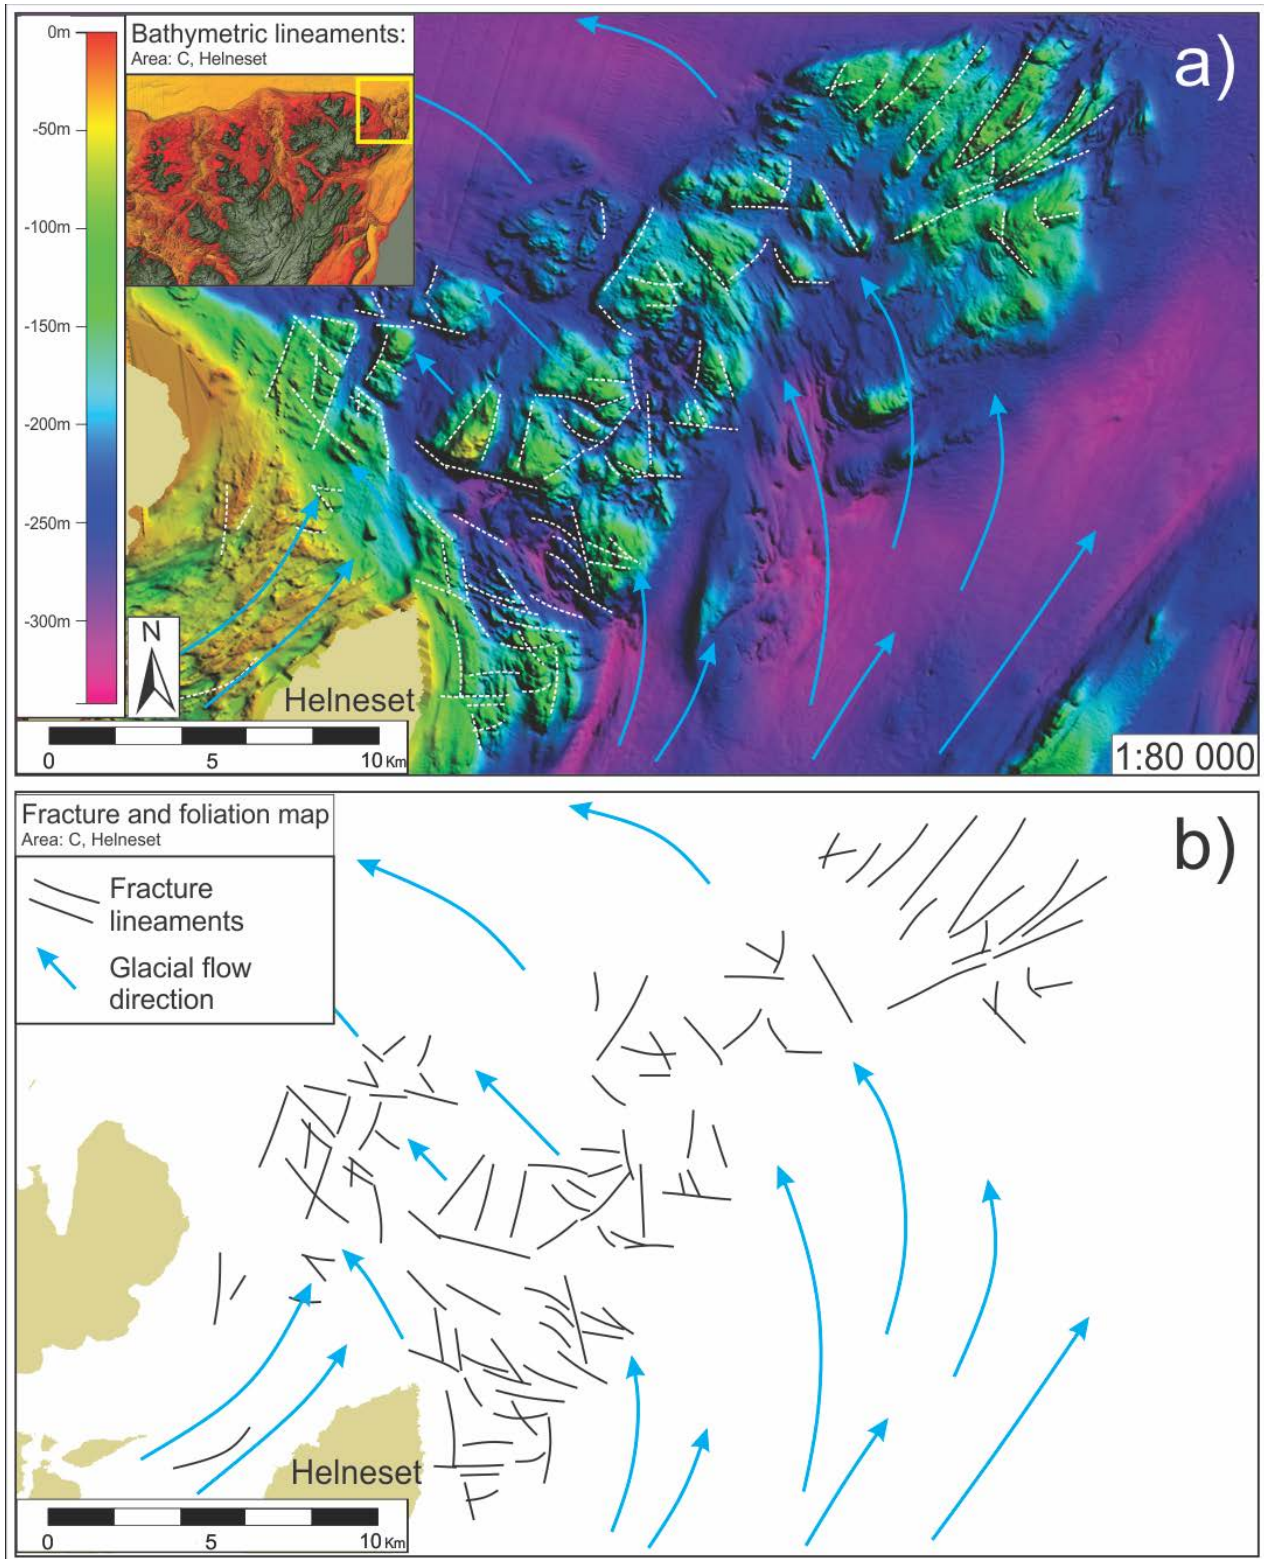 0m
-50m
-100m
-150m
-200m
-250m
-300m
Bathymetric lineaments:
Area: C, Helneset
a)
N
Helneset
0 5 10 Km
1:80 000
Fracture and foliation map
Area: C, Helneset
b)
Fracture
lineaments
Glacial flow
direction
Helneset
0 5 10 Km